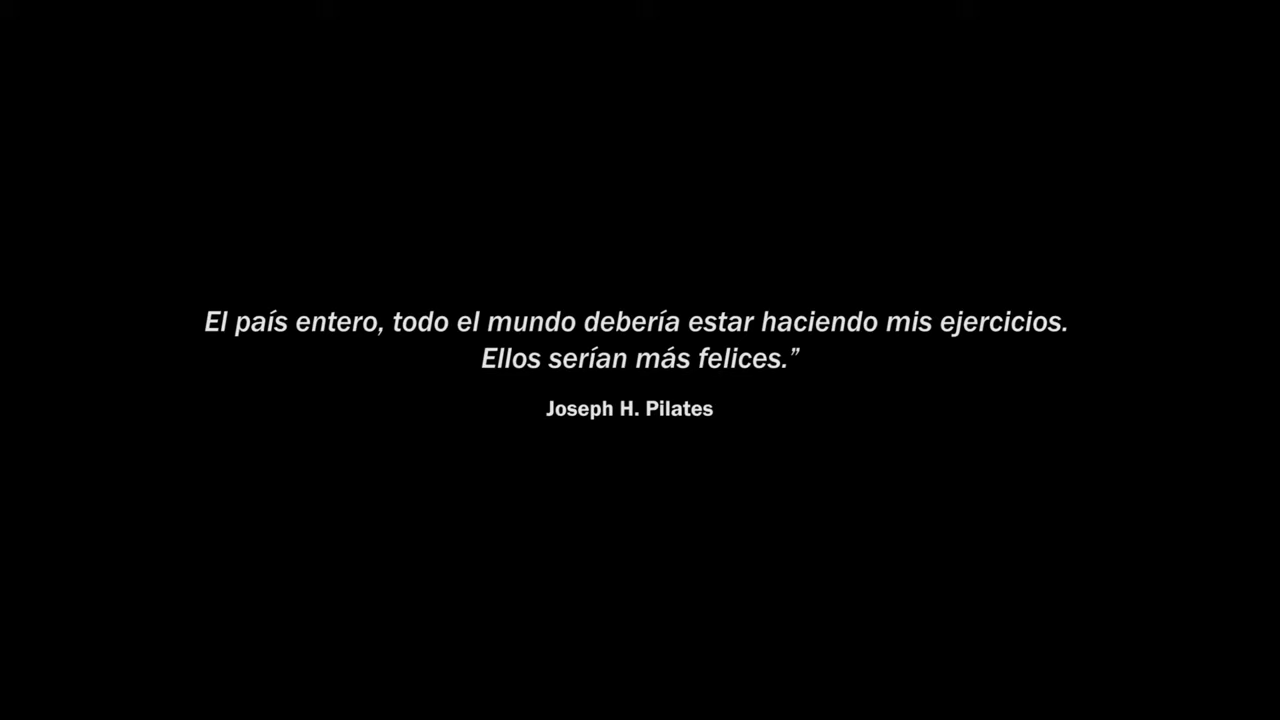 El país entero, todo el mundo debería estar haciendo mis ejercicios.
Ellos serían más felices.”
Joseph H. Pilates